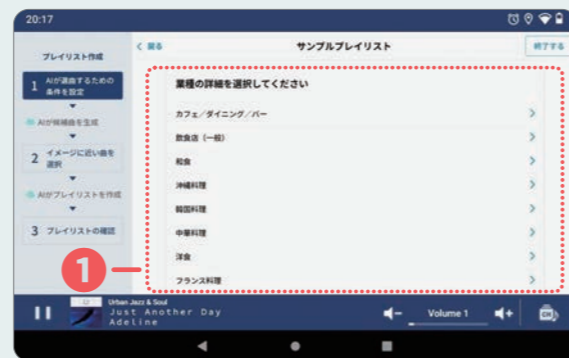 20:17
プレイリスト作成
1 AIが選曲するための
条件を設定
AIが候補曲を生成
2 イメージに近い曲を
選択
AIがプレイリストを作成
3 プレイリストの確認
戻る
サンプルプレイリスト
終了する
業種の詳細を選択してください
カフェ/ダイニング/バー
飲食店(一般)
和食
沖縄料理
韓国料理
中華料理
洋食
フランス料理
1
Urban Jazz & Soul
Just Another Day
Adeline
Volume 1
CH